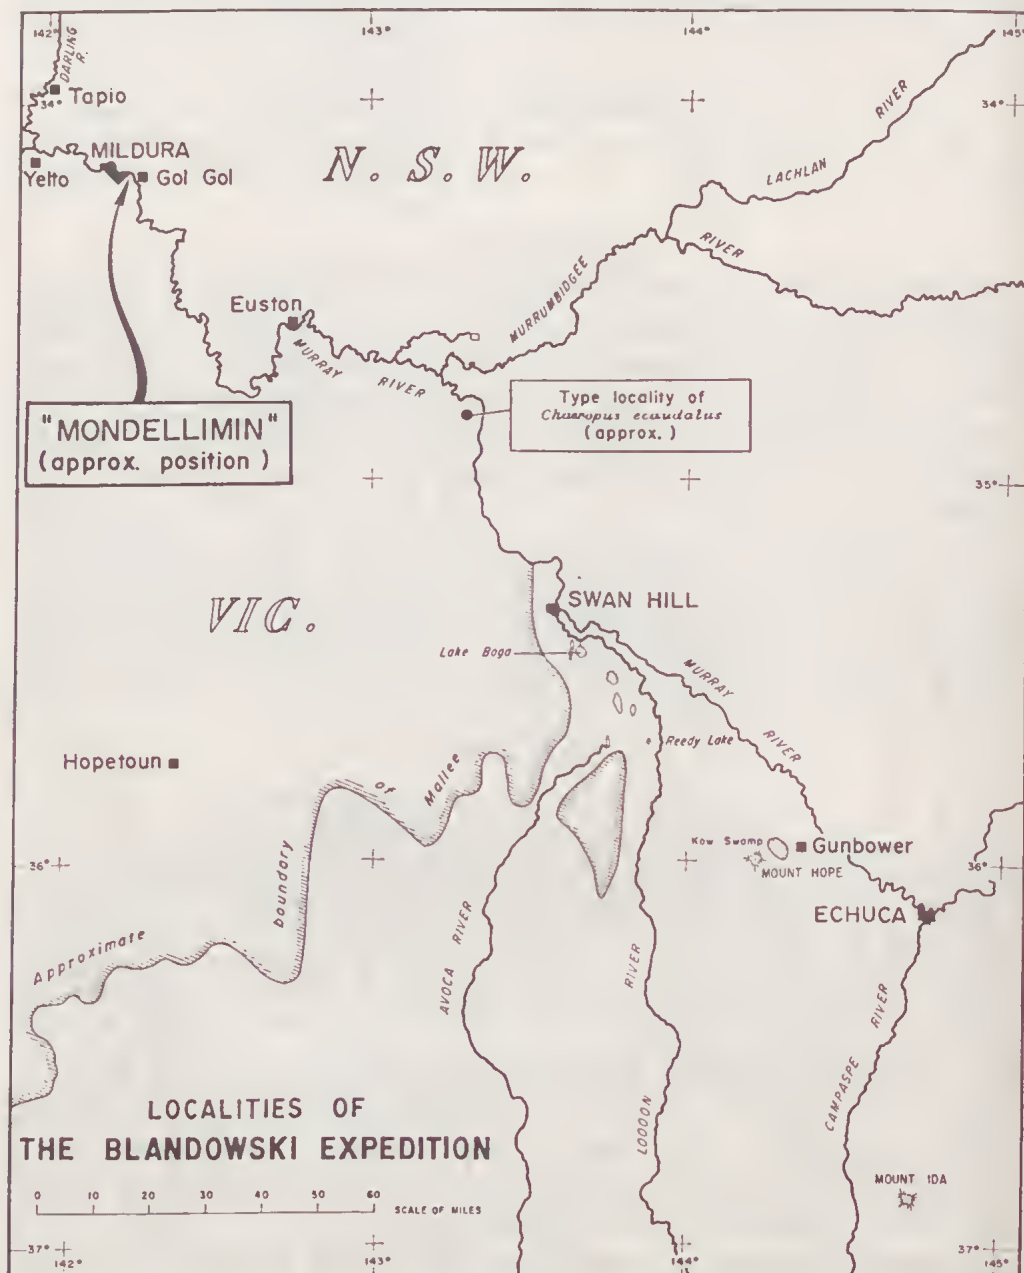 142°
143°
144°
145°
DARLING
R.
Tapio
34°
34°
MILDURA
Yelto
Gol Gol
N. S. W.
LACHLAN
RIVER
RIVER
MURRUMBIDGEE
Euston
MURRAY
RIVER
Type locality of
Chaeropus ecaudatus
(approx.)
"MONDELLIMIN"
(approx. position)
35°
VIC.
SWAN HILL
Lake Boga
MURRAY
RIVER
Reedy Lake
Hopetoun
Approximate
boundary
of
Mallee
Kow Swamp
Gunbower
MOUNT HOPE
36°
36°
ECHUCA
AVOCA
RIVER
LODDON
RIVER
CAMPASPE
RIVER
MOUNT IDA
LOCALITIES OF
THE BLANDOWSKI EXPEDITION
0 10 20 30 40 50 60
SCALE OF MILES
37°
37°
142°
143°
144°
145°